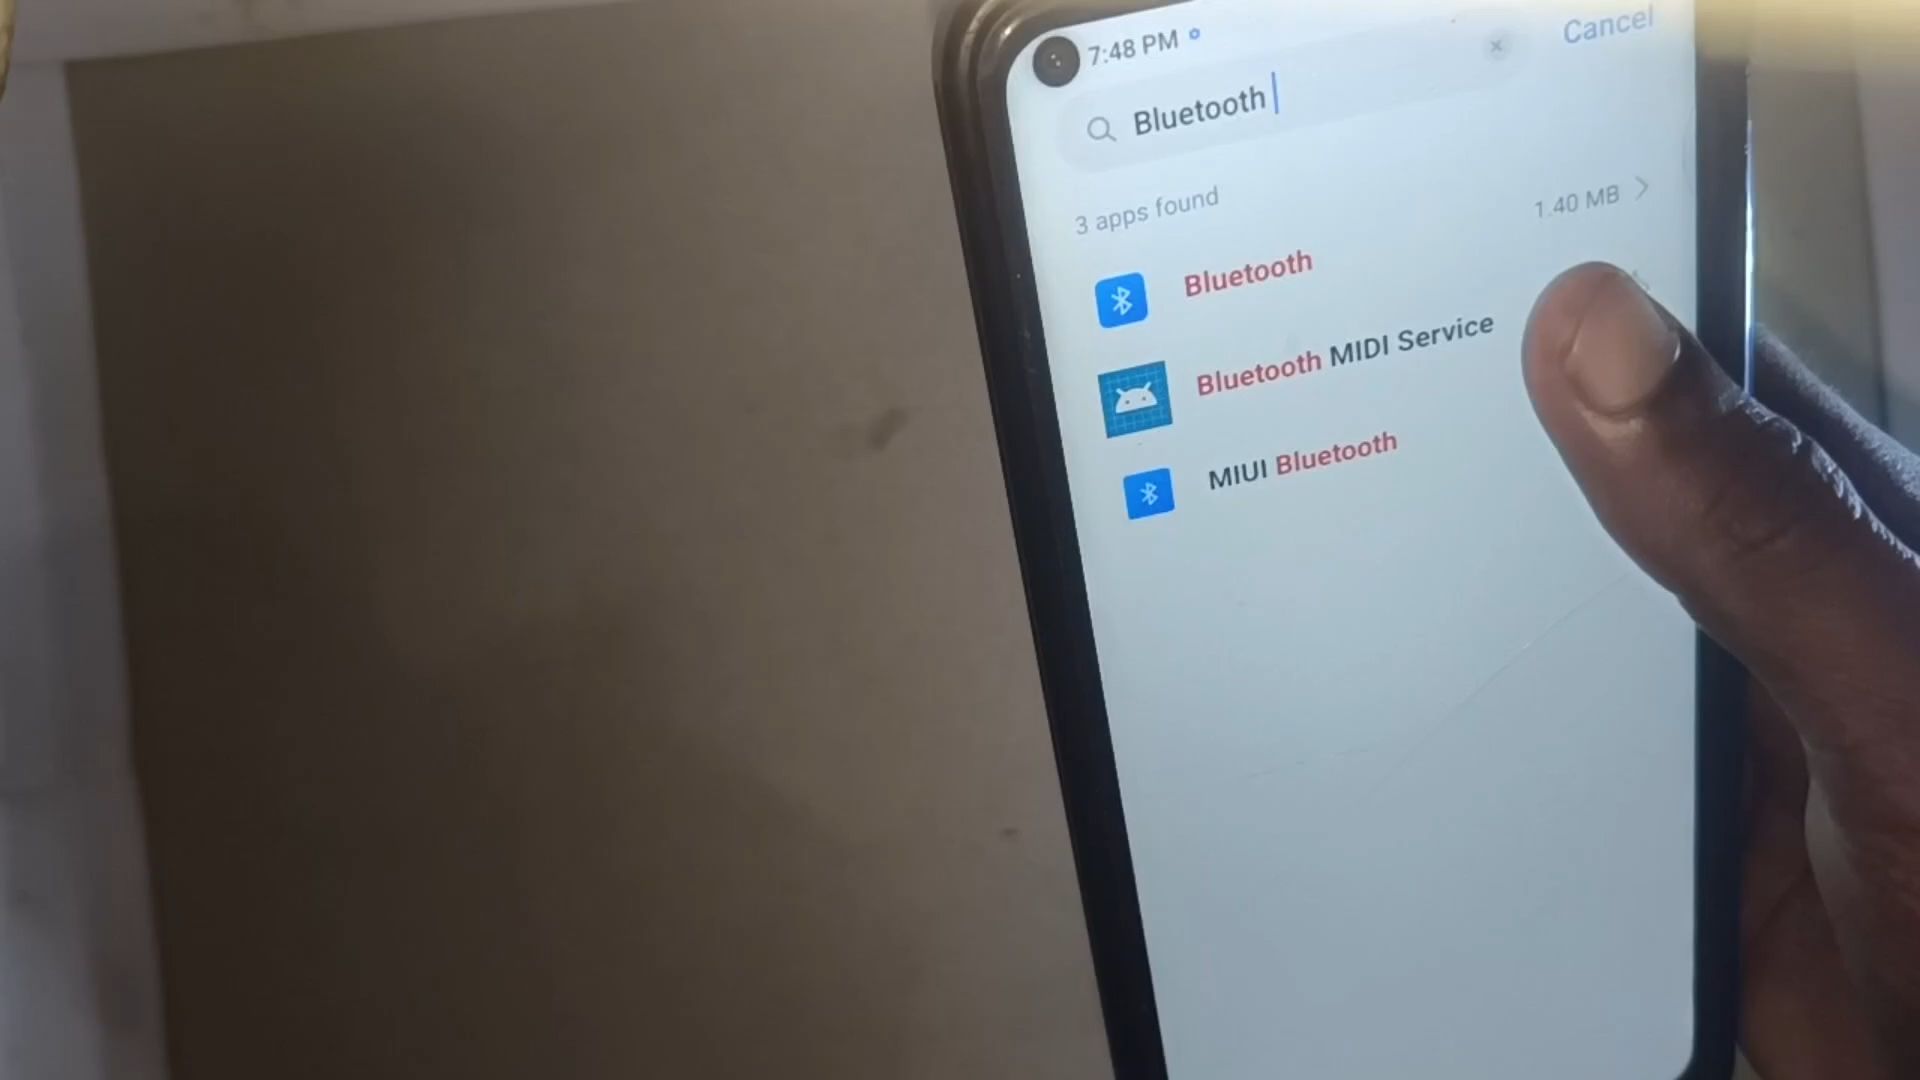 7:48 PM
Cancel
Bluetooth
3 apps found
Bluetooth 1.40 MB
Bluetooth MIDI Service
MIUI Bluetooth